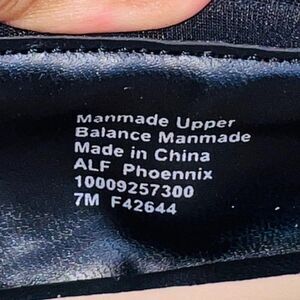 Manmade Upper
Balance Manmade
Made in China
ALF Phoennix
10009257300
7M F42644